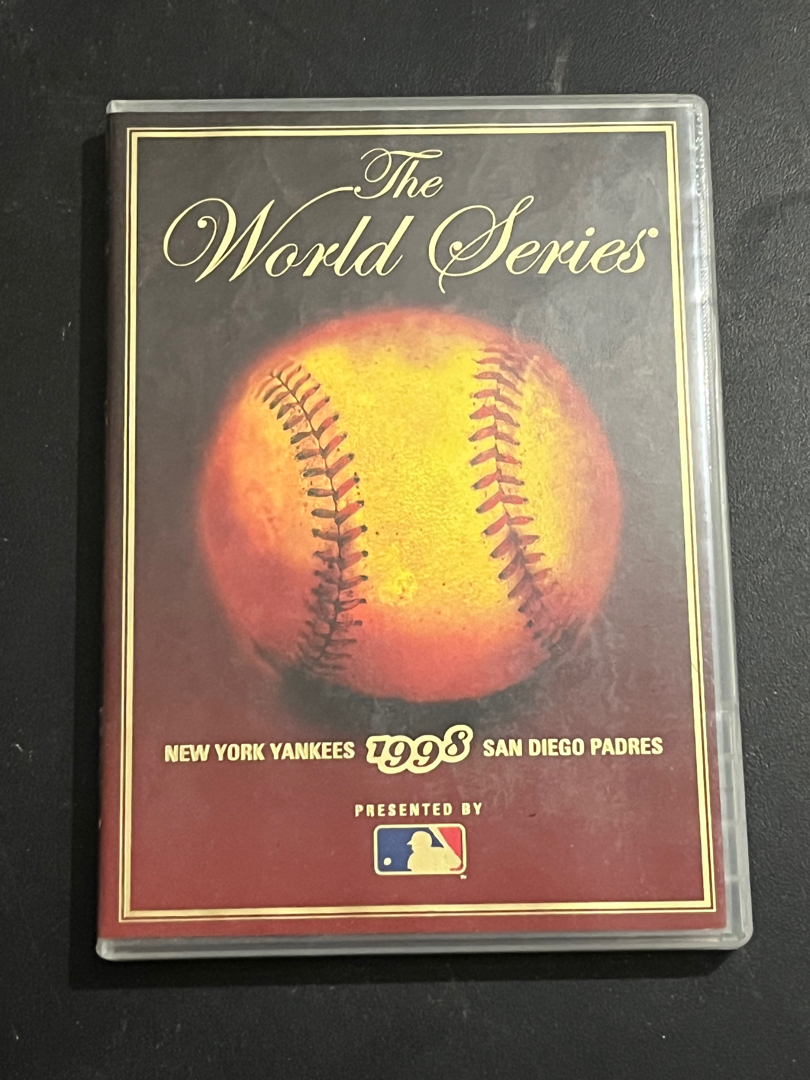 The
World Series
NEW YORK YANKEES 1998 SAN DIEGO PADRES
PRESENTED BY